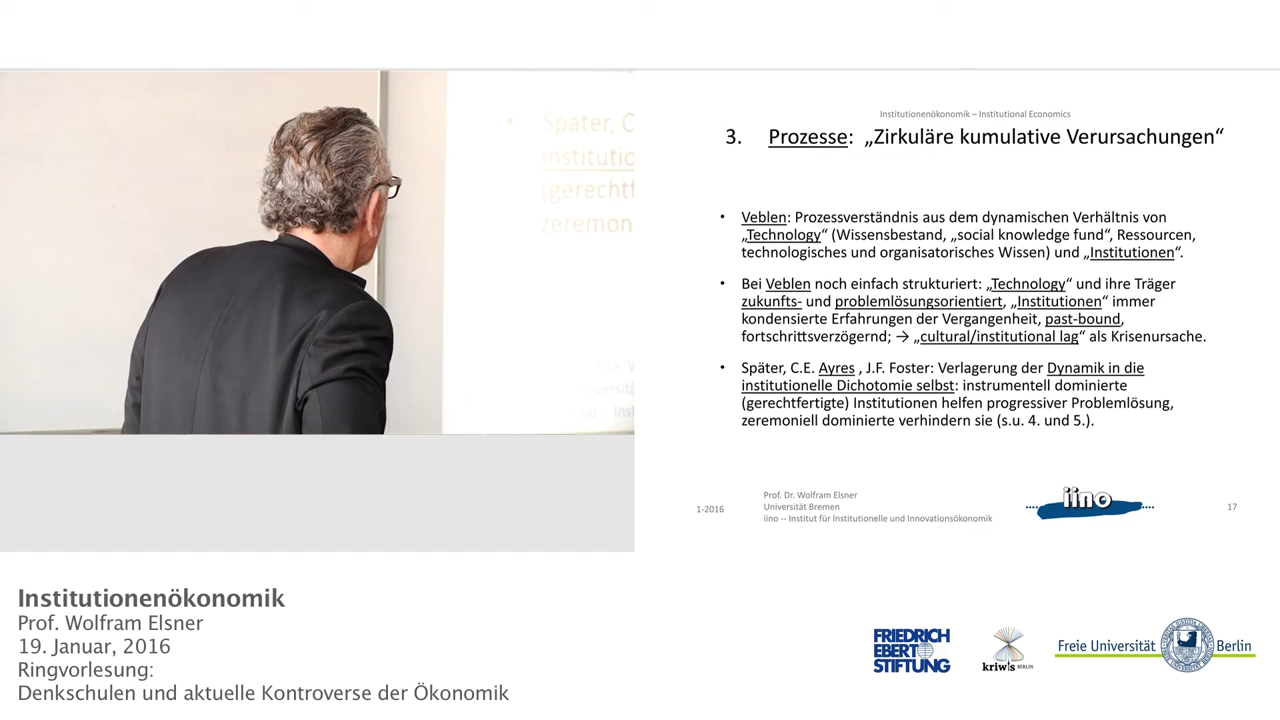 Später, C
institutio
(gerechtf
zeremon
Institutionenökonomik – Institutional Economics
3. Prozesse: „Zirkuläre kumulative Verursachungen“
• Veblen: Prozessverständnis aus dem dynamischen Verhältnis von
„Technology“ (Wissensbestand, „social knowledge fund“, Ressourcen,
technologisches und organisatorisches Wissen) und „Institutionen“.
• Bei Veblen noch einfach strukturiert: „Technology“ und ihre Träger
zukunfts- und problemlösungsorientiert, „Institutionen“ immer
kondensierte Erfahrungen der Vergangenheit, past-bound,
fortschrittsverzögernd; → „cultural/institutional lag“ als Krisenursache.
• Später, C.E. Ayres , J.F. Foster: Verlagerung der Dynamik in die
institutionelle Dichotomie selbst: instrumentell dominierte
(gerechtfertigte) Institutionen helfen progressiver Problemlösung,
zeremoniell dominierte verhindern sie (s.u. 4. und 5.).
1-2016
Prof. Dr. Wolfram Elsner
Universität Bremen
iino -- Institut für Institutionelle und Innovationsökonomik
iino
17
Institutionenökonomik
Prof. Wolfram Elsner
19. Januar, 2016
Ringvorlesung:
Denkschulen und aktuelle Kontroverse der Ökonomik
FRIEDRICH
EBERT
STIFTUNG
kriwis BERLIN
Freie Universität Berlin